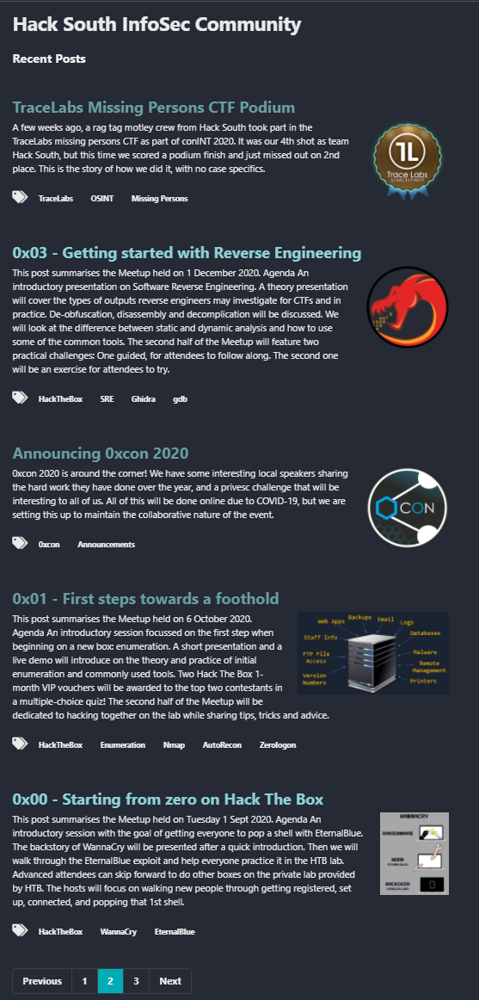 Hack South InfoSec Community
Recent Posts
TraceLabs Missing Persons CTF Podium
A few weeks ago, a rag tag motley crew from Hack South took part in the
TraceLabs missing persons CTF as part of conINT 2020. It was our 4th shot as team
Hack South, but this time we scored a podium finish and just missed out on 2nd
place. This is the story of how we did it, with no case specifics.
TL
Trace Labs
SEARCH PARTY
TraceLabs OSINT Missing Persons
0x03 - Getting started with Reverse Engineering
This post summarises the Meetup held on 1 December 2020. Agenda An
introductory presentation on Software Reverse Engineering. A theory presentation
will cover the types of outputs reverse engineers may investigate for CTFs and in
practice. De-obfuscation, disassembly and decomplication will be discussed. We
will look at the difference between static and dynamic analysis and how to use
some of the common tools. The second half of the Meetup will feature two
practical challenges: One guided, for attendees to follow along. The second one
will be an exercise for attendees to try.
HackTheBox SRE Ghidra gdb
Announcing 0xcon 2020
0xcon 2020 is around the corner! We have some interesting local speakers sharing
the hard work they have done over the year, and a privesc challenge that will be
interesting to all of us. All of this will be done online due to COVID-19, but we are
setting this up to maintain the collaborative nature of the event.
CON
0xcon Announcements
0x01 - First steps towards a foothold
This post summarises the Meetup held on 6 October 2020.
Agenda An introductory session focussed on the first step when
beginning on a new box: enumeration. A short presentation and a
live demo will introduce on the theory and practice of initial
enumeration and commonly used tools. Two Hack The Box 1-
month VIP vouchers will be awarded to the top two contestants in
a multiple-choice quiz! The second half of the Meetup will be
dedicated to hacking together on the lab while sharing tips, tricks and advice.
Web Apps
Backups
Email
Logs
Staff Info
Databases
FTP File
Access
Malware
Remote
Management
Version
Numbers
Printers
HackTheBox Enumeration Nmap AutoRecon Zerologon
0x00 - Starting from zero on Hack The Box
This post summarises the Meetup held on Tuesday 1 Sept 2020. Agenda An
introductory session with the goal of getting everyone to pop a shell with EternalBlue.
The backstory of WannaCry will be presented after a quick introduction. Then we will
walk through the EternalBlue exploit and help everyone practice it in the HTB lab.
Advanced attendees can skip forward to do other boxes on the private lab provided
by HTB. The hosts will focus on walking new people through getting registered, set
up, connected, and popping that 1st shell.
WANNACRY
RANSOMWARE
WORM
BACKDOOR
HackTheBox WannaCry EternalBlue
Previous 1 2 3 Next